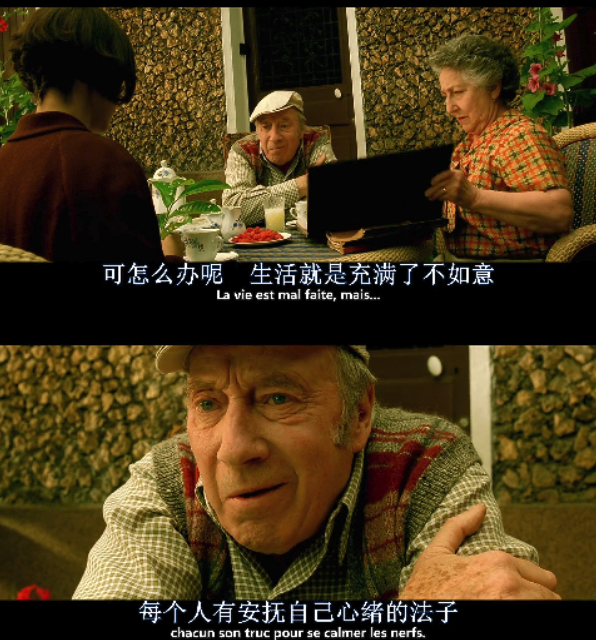 可怎么办呢 生活就是充满了不如意
La vie est mal faite, mais...
每个人有安抚自己心绪的法子
chacun son truc pour se calmer les nerfs.